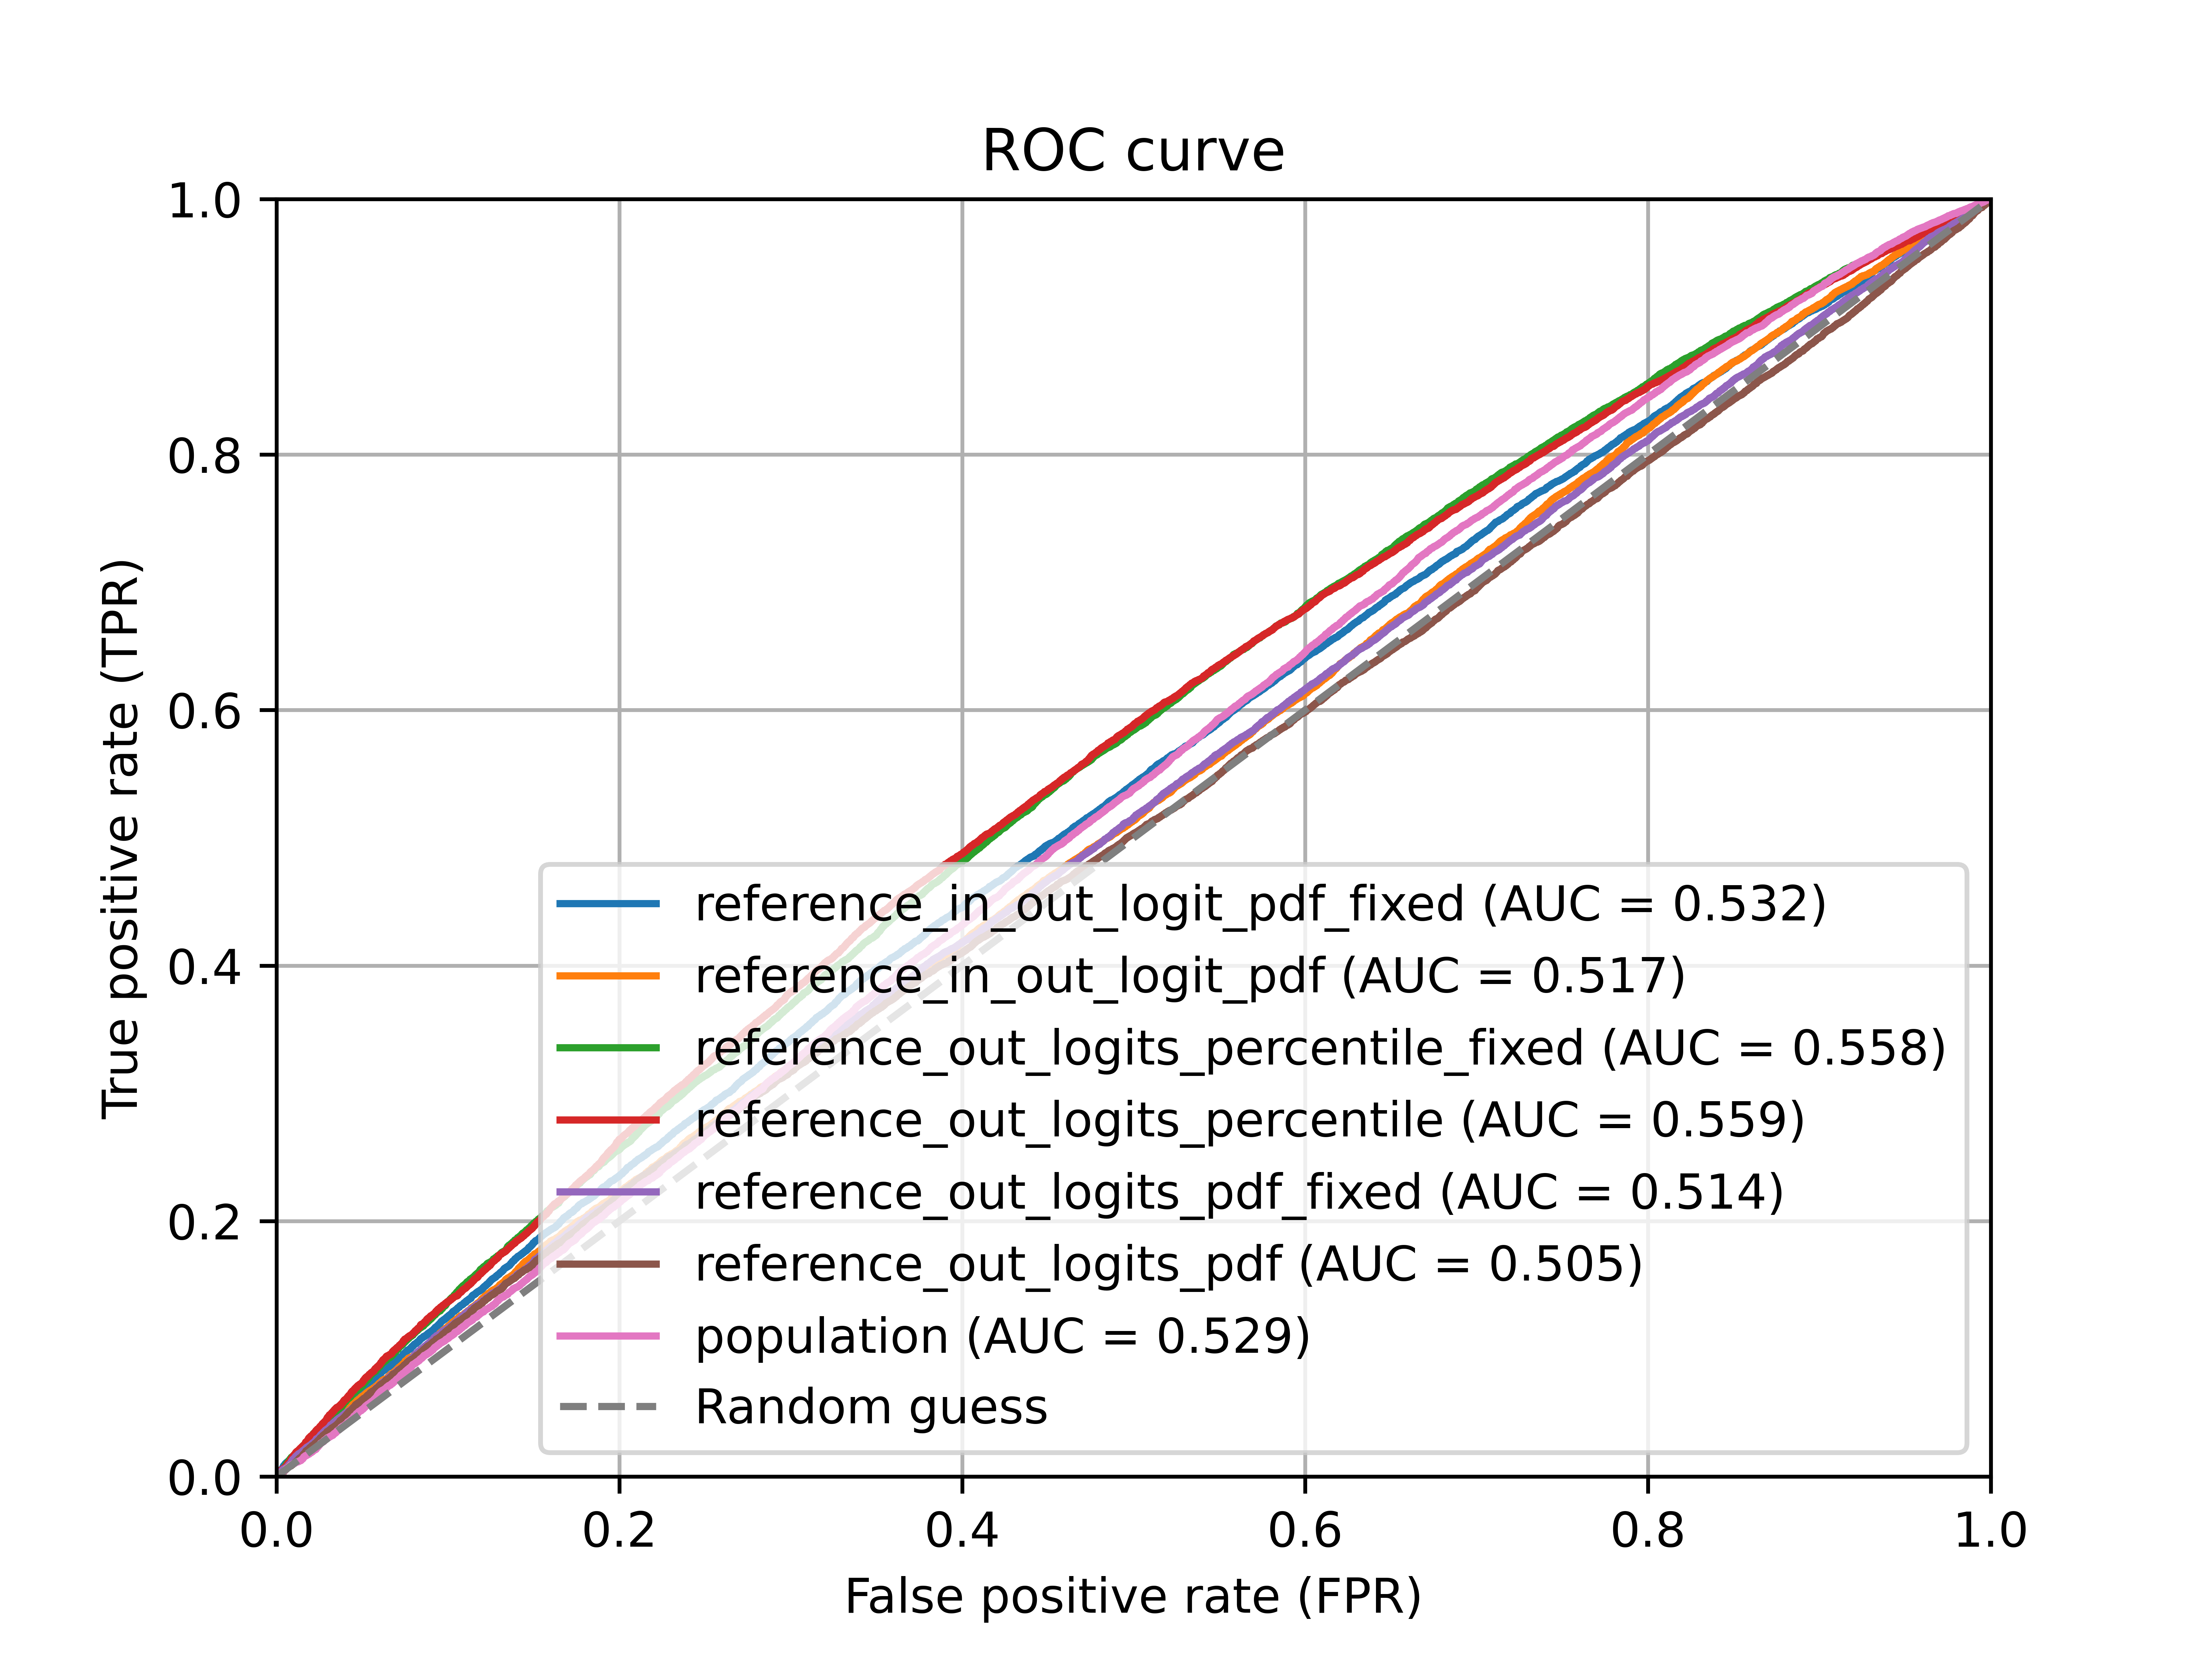 ROC curve
True positive rate (TPR)
1.0
0.8
0.6
0.4
0.2
0.0
reference_in_out_logit_pdf_fixed (AUC = 0.532)
reference_in_out_logit_pdf (AUC = 0.517)
reference_out_logits_percentile_fixed (AUC = 0.558)
reference_out_logits_percentile (AUC = 0.559)
reference_out_logits_pdf_fixed (AUC = 0.514)
reference_out_logits_pdf (AUC = 0.505)
population (AUC = 0.529)
Random guess
0.0 0.2 0.4 0.6 0.8 1.0
False positive rate (FPR)